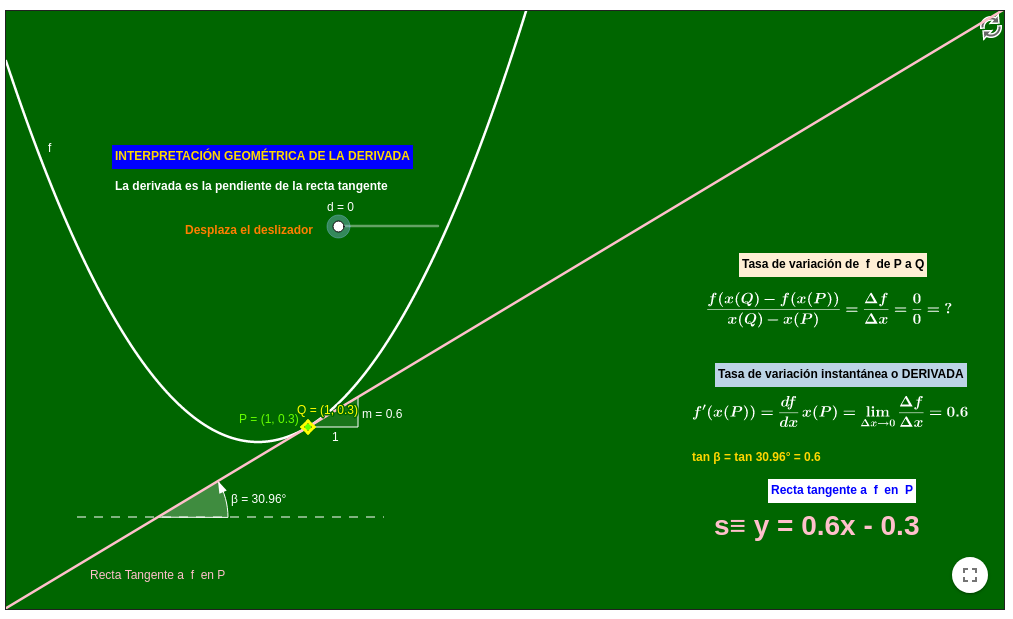 f
INTERPRETACIÓN GEOMÉTRICA DE LA DERIVADA
La derivada es la pendiente de la recta tangente
d = 0
Desplaza el deslizador
Tasa de variación de f de P a Q
f(x(Q) − f(x(P)) / x(Q) − x(P) = Δf / Δx = 0 / 0 = ?
Tasa de variación instantánea o DERIVADA
f′(x(P)) = df / dx x(P) = lim Δx→0 Δf / Δx = 0.6
Q = (1, 0.3)
P = (1, 0.3)
m = 0.6
1
tan β = tan 30.96° = 0.6
Recta tangente a f en P
β = 30.96°
s≡ y = 0.6x - 0.3
Recta Tangente a f en P